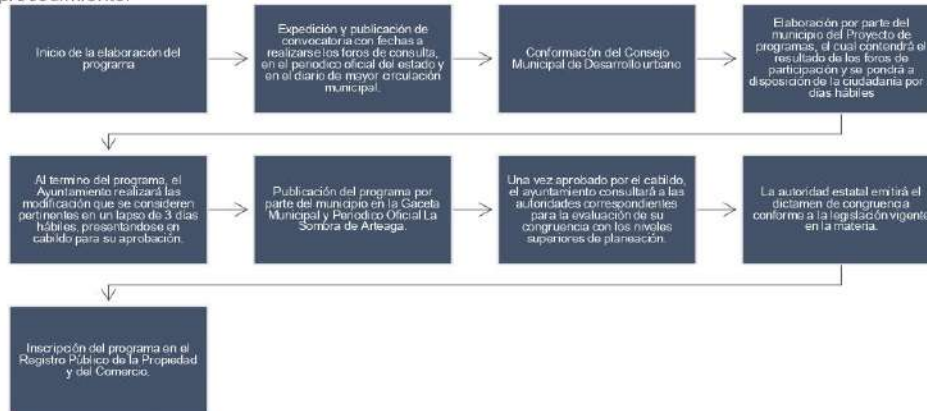 procedimiento.
Inicio de la elaboración del
programa
Expedición y publicación de
convocatoria con fechas a
realizarse los foros de consulta,
en el periodico oficial del estado y
en el diario de mayor circulación
municipal.
Conformación del Consejo
Municipal de Desarrollo urbano
Elaboración por parte del
municipio del Proyecto de
programas, el cual contendrá el
resultado de los foros de
participación y se pondrá a
disposición de la ciudadanía por
días hábiles
Al termino del programa, el
Ayuntamiento realizará las
modificación que se consideren
pertinentes en un lapso de 3 días
hábiles, presentandose en
cabildo para su aprobación.
Publicación del programa por
parte del municipio en la Gaceta
Municipal y Periodico Oficial La
Sombra de Arteaga.
Una vez aprobado por el cabildo,
el ayuntamiento consultará a las
autoridades correspondientes
para la evaluación de su
congruencia con los niveles
superiores de planeación.
La autoridad estatal emitirá el
dictamen de congruencia
conforme a la legislación vigente
en la materia.
Inscripción del programa en el
Registro Público de la Propiedad
y del Comercio.